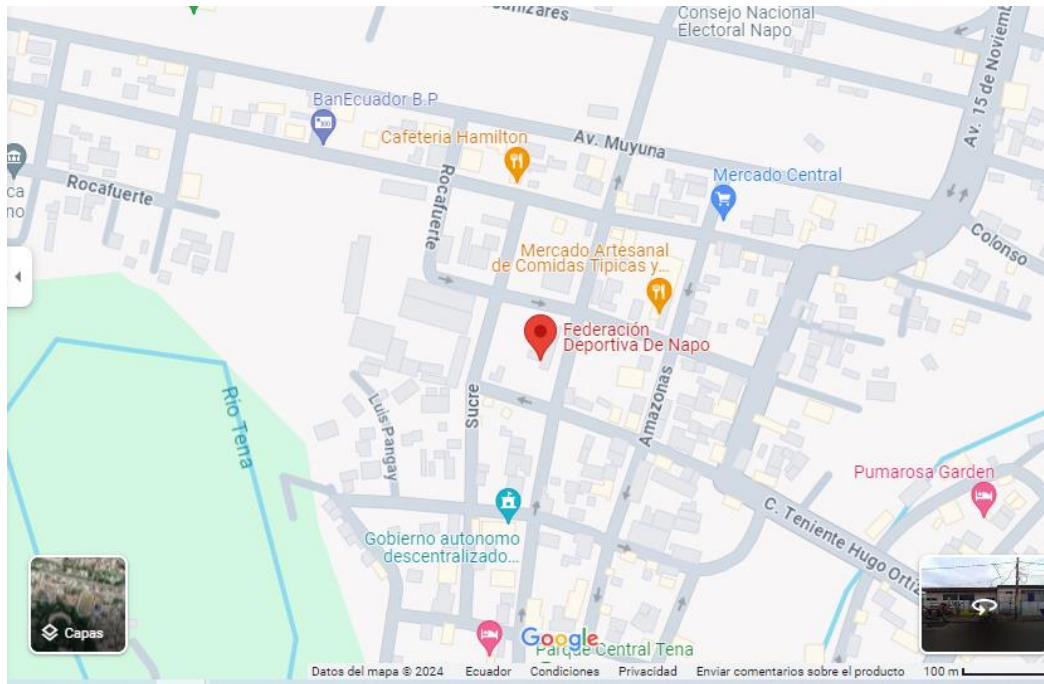 Consejo Nacional
Electoral Napo
Av. 15 de Noviemb
BanEcuador B.P
Cafeteria Hamilton
Av. Muyuna
Mercado Central
Rocafuerte
Rocafuerte
Colonso
Mercado Artesanal
de Comidas Tipicas y...
Federación
Deportiva De Napo
Rio Tena
Luis Pangay
Sucre
Amazonas
Pumarosa Garden
C. Teniente Hugo Ortiz
Gobierno autonomo
descentralizado...
Capas
Google
Parque Central Tena
Datos del mapa © 2024 Ecuador Condiciones Privacidad Enviar comentarios sobre el producto 100 m